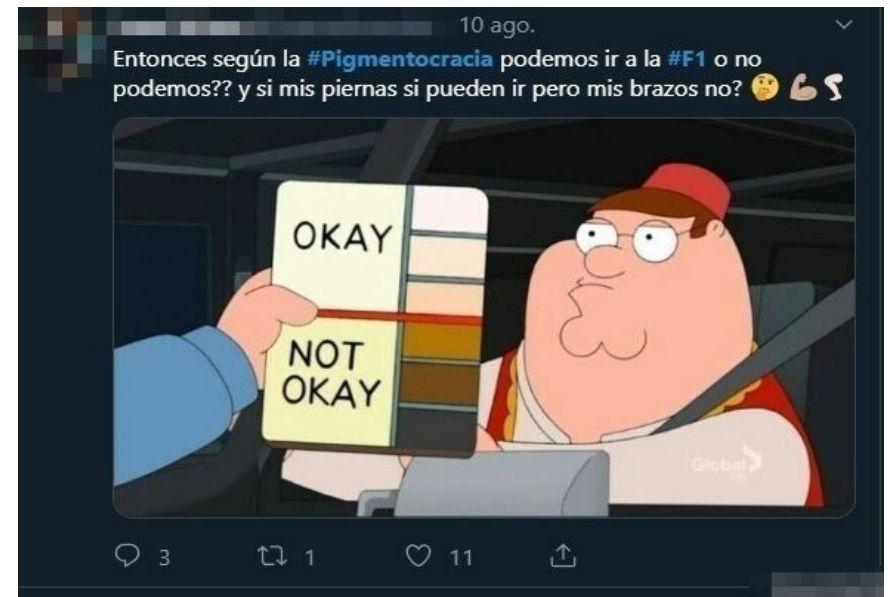 10 ago.
Entonces según la #Pigmentocracia podemos ir a la #F1 o no
podemos?? y si mis piernas si pueden ir pero mis brazos no? 🤔 💪🏽
OKAY
NOT
OKAY
Global
3
1
11